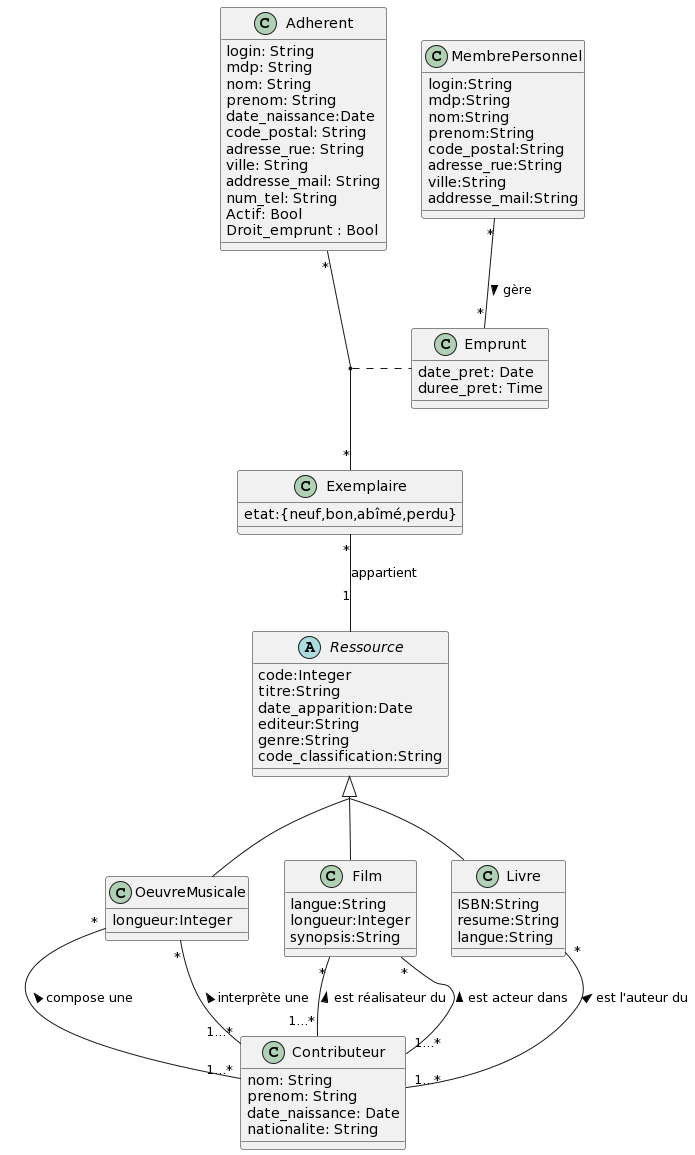 C Adherent
login: String
mdp: String
nom: String
prenom: String
date_naissance:Date
code_postal: String
adresse_rue: String
ville: String
addresse_mail: String
num_tel: String
Actif: Bool
Droit_emprunt : Bool
C MembrePersonnel
login:String
mdp:String
nom:String
prenom:String
code_postal:String
adresse_rue:String
ville:String
addresse_mail:String
*
*
gère
*
C Emprunt
date_pret: Date
duree_pret: Time
*
C Exemplaire
etat:{neuf,bon,abîmé,perdu}
*
appartient
1
A Ressource
code:Integer
titre:String
date_apparition:Date
editeur:String
genre:String
code_classification:String
C OeuvreMusicale
longueur:Integer
C Film
langue:String
longueur:Integer
synopsis:String
C Livre
ISBN:String
resume:String
langue:String
*
*
*
*
*
compose une
interprète une
est réalisateur du
est acteur dans
est l'auteur du
1...*
1...*
1...*
1...*
1...*
C Contributeur
nom: String
prenom: String
date_naissance: Date
nationalite: String